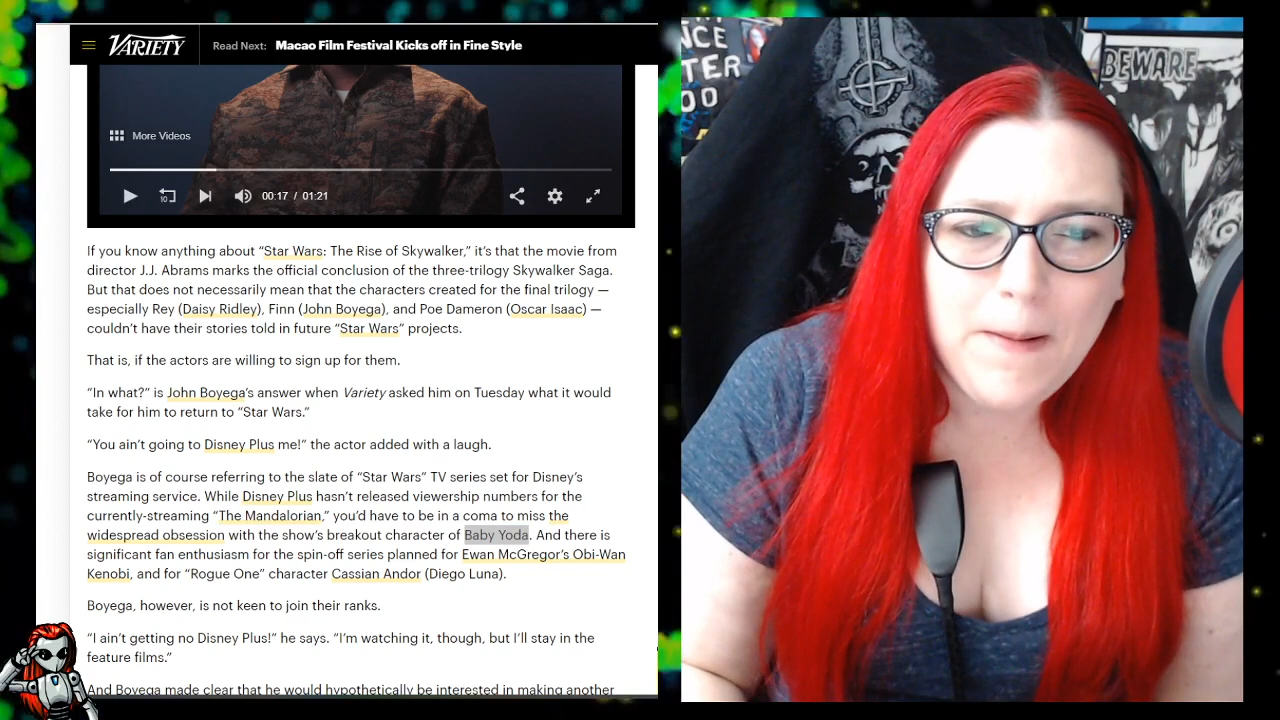 VARIETY
Read Next: Macao Film Festival Kicks off in Fine Style
More Videos
10
00:17 / 01:21
If you know anything about “Star Wars: The Rise of Skywalker,” it’s that the movie from
director J.J. Abrams marks the official conclusion of the three-trilogy Skywalker Saga.
But that does not necessarily mean that the characters created for the final trilogy —
especially Rey (Daisy Ridley), Finn (John Boyega), and Poe Dameron (Oscar Isaac) —
couldn’t have their stories told in future “Star Wars” projects.
That is, if the actors are willing to sign up for them.
“In what?” is John Boyega’s answer when Variety asked him on Tuesday what it would
take for him to return to “Star Wars.”
“You ain’t going to Disney Plus me!” the actor added with a laugh.
Boyega is of course referring to the slate of “Star Wars” TV series set for Disney’s
streaming service. While Disney Plus hasn’t released viewership numbers for the
currently-streaming “The Mandalorian,” you’d have to be in a coma to miss the
widespread obsession with the show’s breakout character of Baby Yoda. And there is
significant fan enthusiasm for the spin-off series planned for Ewan McGregor’s Obi-Wan
Kenobi, and for “Rogue One” character Cassian Andor (Diego Luna).
Boyega, however, is not keen to join their ranks.
“I ain’t getting no Disney Plus!” he says. “I’m watching it, though, but I’ll stay in the
feature films.”
And Boyega made clear that he would hypothetically be interested in making another
BEWARE